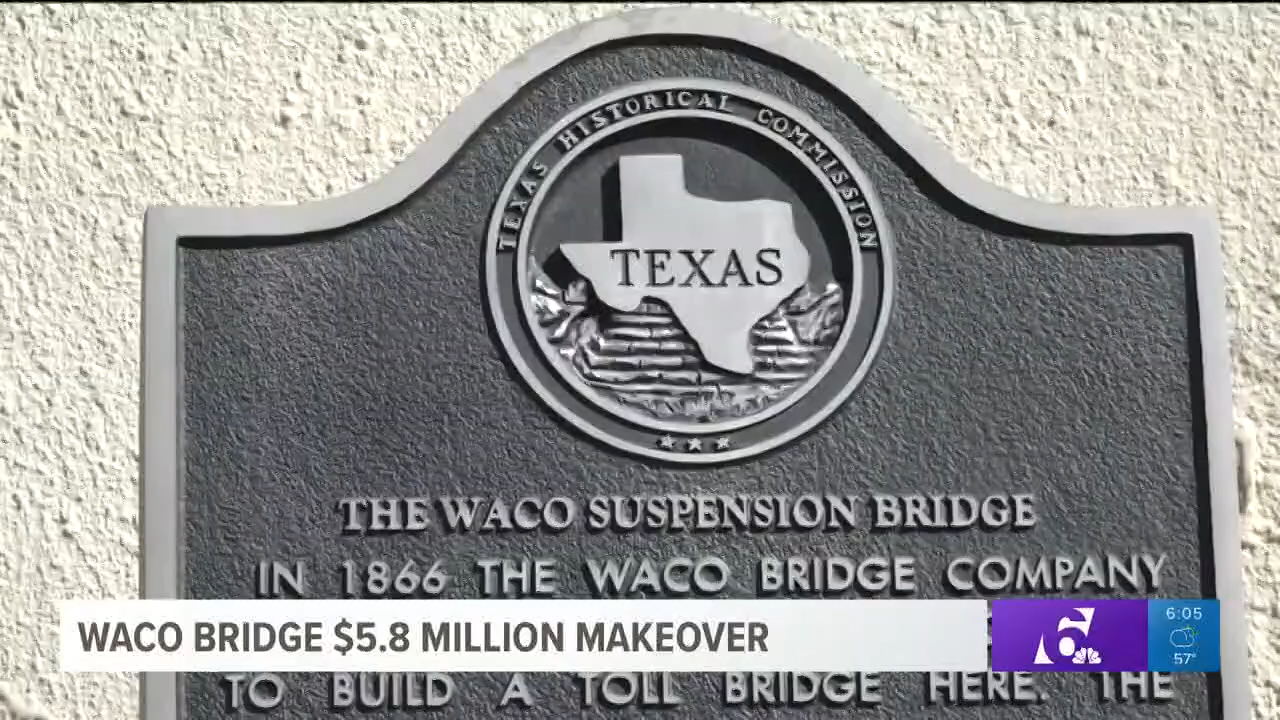 TEXAS HISTORICAL COMMISSION
TEXAS
THE WACO SUSPENSION BRIDGE
IN 1866 THE WACO BRIDGE COMPANY
WACO BRIDGE $5.8 MILLION MAKEOVER
6
6:05
57°
TO BUILD A TOLL BRIDGE HERE. THE